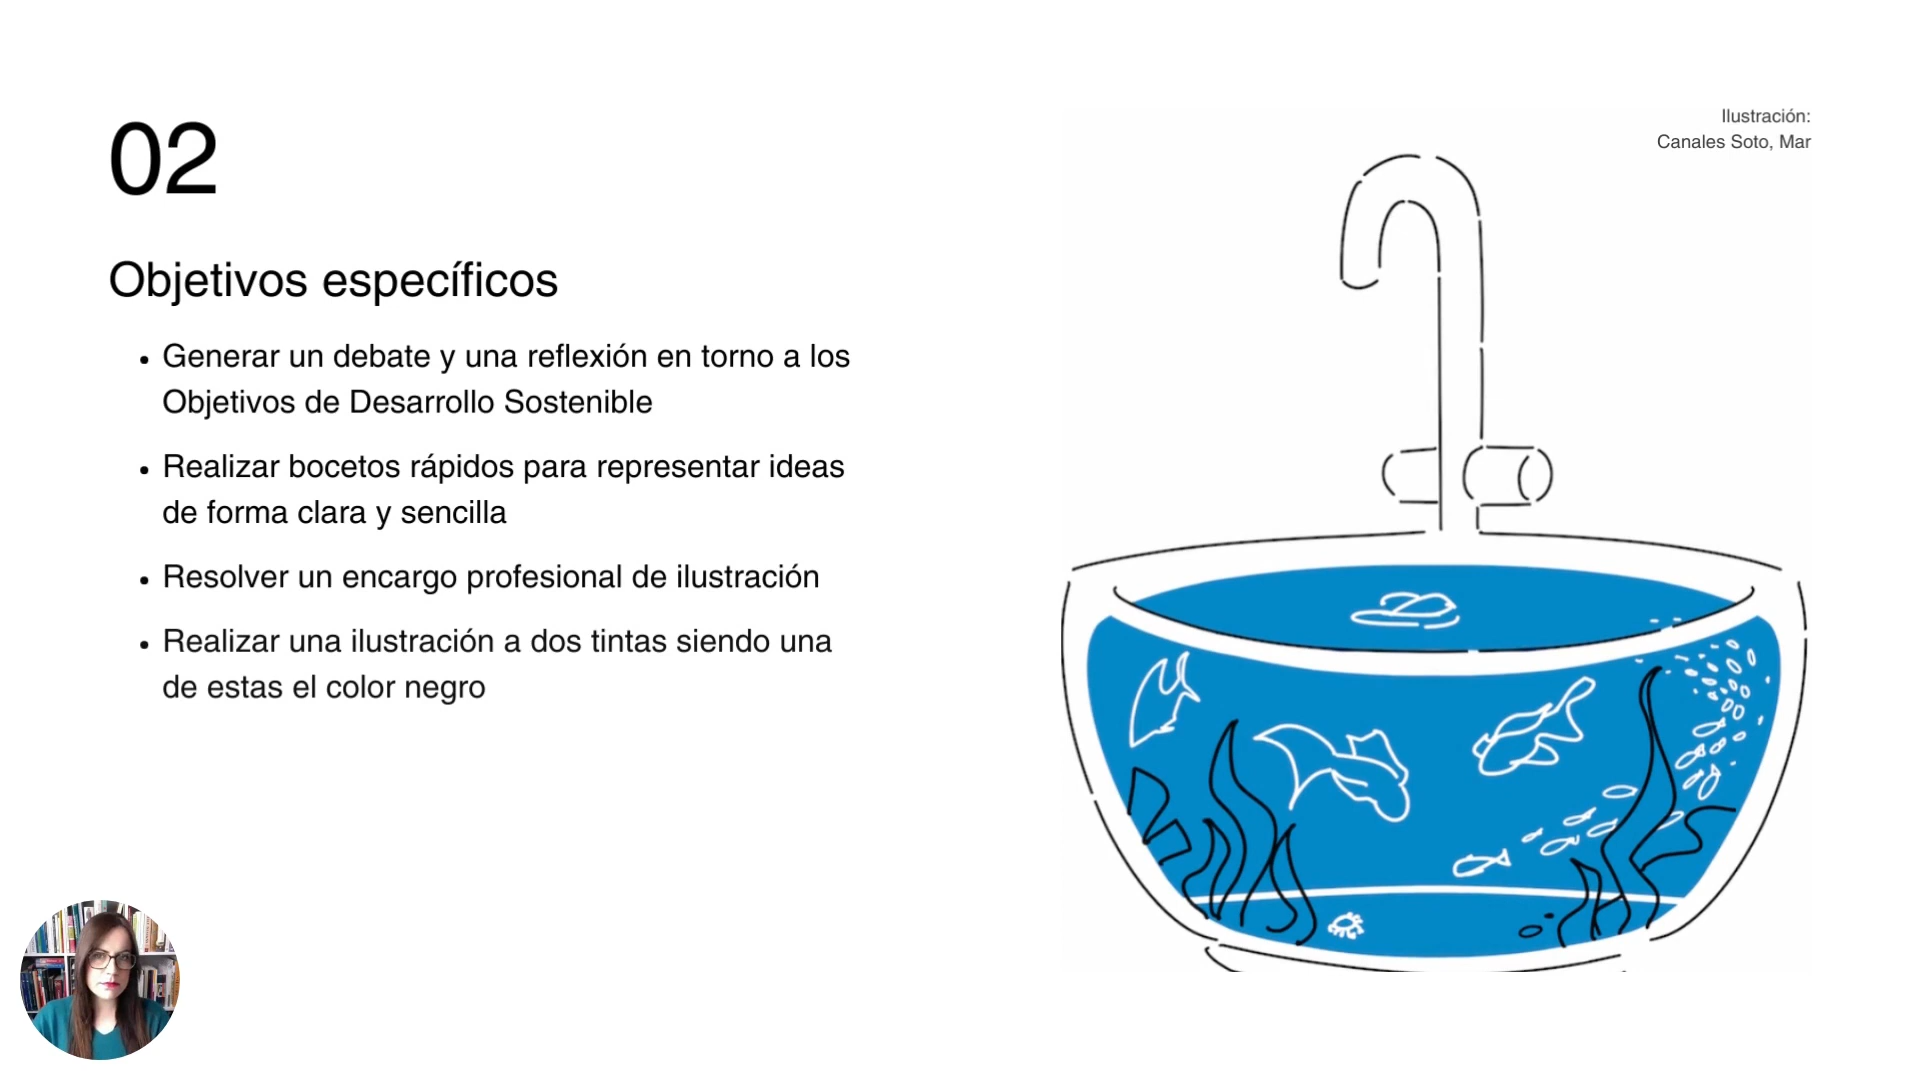 02
Objetivos específicos
• Generar un debate y una reflexión en torno a los
Objetivos de Desarrollo Sostenible
• Realizar bocetos rápidos para representar ideas
de forma clara y sencilla
• Resolver un encargo profesional de ilustración
• Realizar una ilustración a dos tintas siendo una
de estas el color negro
Ilustración:
Canales Soto, Mar